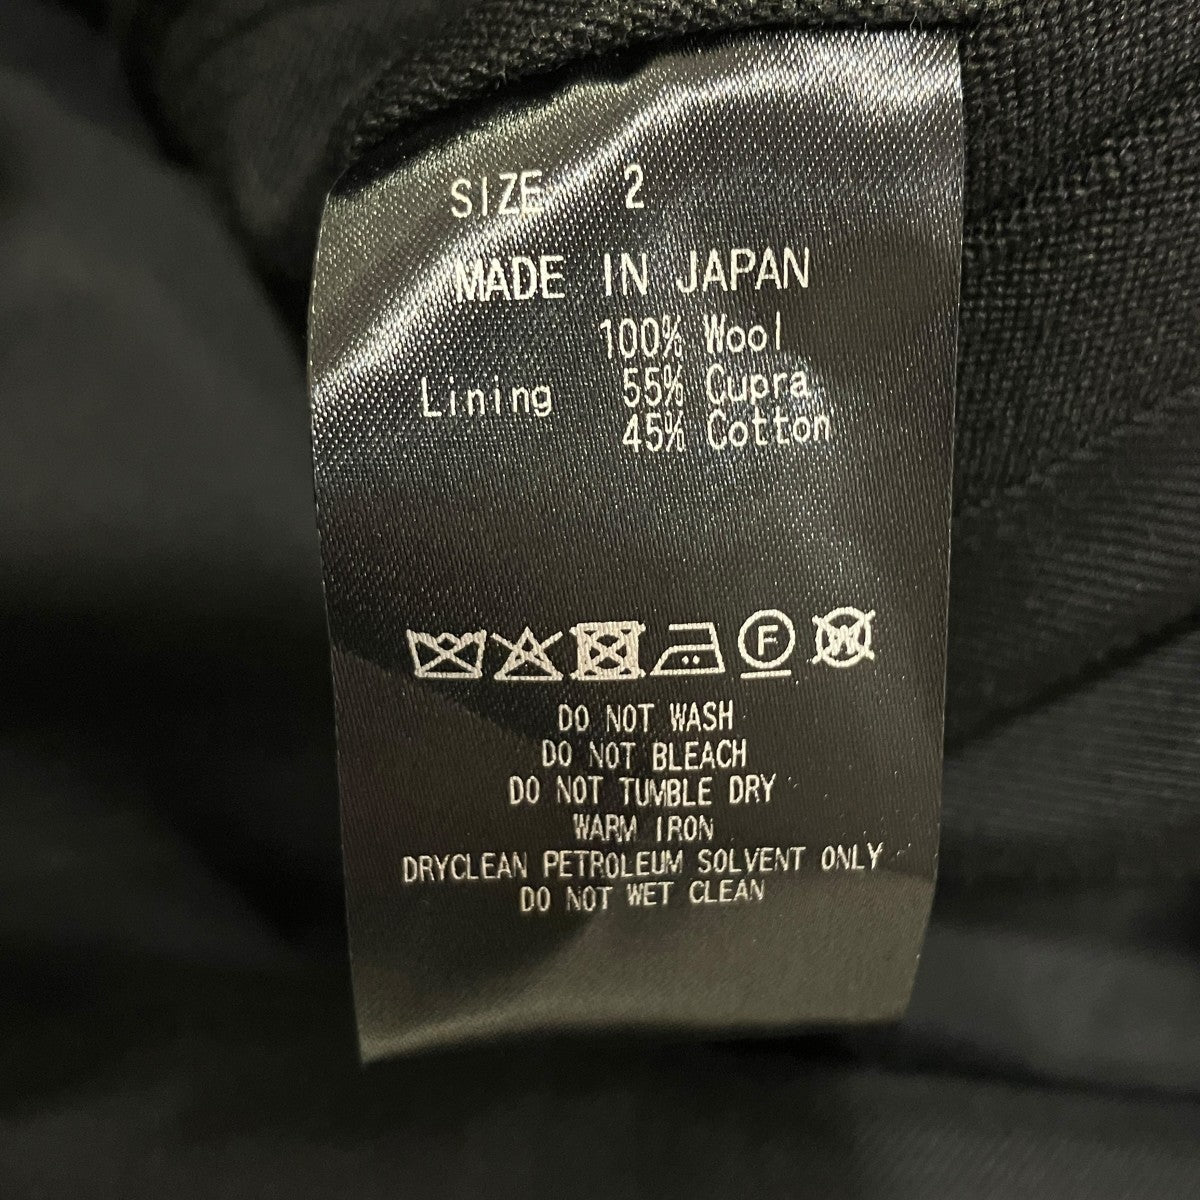 SIZE 2
MADE IN JAPAN
100% Wool
Lining 55% Cupra
45% Cotton
F W
DO NOT WASH
DO NOT BLEACH
DO NOT TUMBLE DRY
WARM IRON
DRYCLEAN PETROLEUM SOLVENT ONLY
DO NOT WET CLEAN